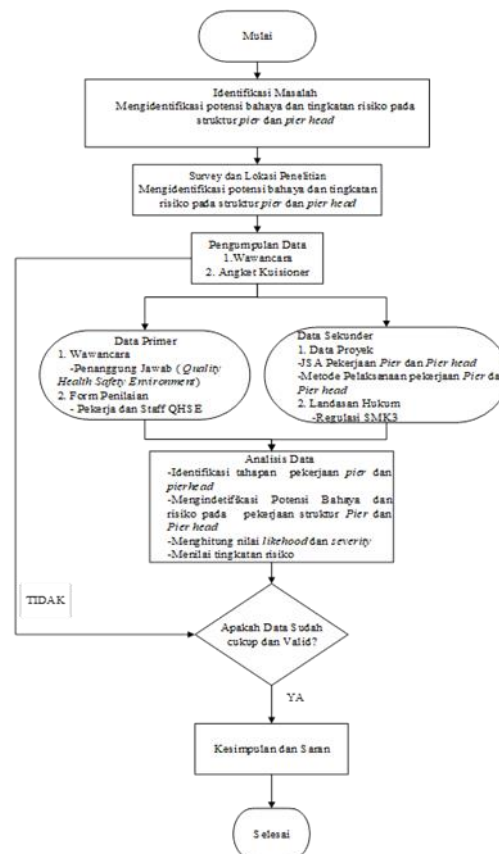 Mulai
Identifikasi Masalah
Mengidentifikasi potensi bahaya dan tingkatan risiko pada
struktur pier dan pier head
Survey dan Lokasi Penelitian
Mengidentifikasi potensi bahaya dan tingkatan
risiko pada struktur pier dan pier head
Pengumpulan Data
1.Wawancara
2. Angket Kuisioner
Data Primer
1. Wawancara
-Penanggung Jawab (Quality
Health Safety Environment)
2. Form Penilaian
- Pekerja dan Staff QHSE
Data Sekunder
1. Data Proyek
-JSA Pekerjaan Pier dan Pier head
-Metode Pelaksanaan pekerjaan Pier da
Pier head
2. Landasan Hukum
-Regulasi SMK3
Analisis Data
-Identifikasi tahapan pekerjaan pier dan
pierhead
-Mengindetifikasi Potensi Bahaya dan
risiko pada pekerjaan struktur Pier dan
Pier head
-Menghitung nilai likehood dan severity
-Menilai tingkatan risiko
TIDAK
Apakah Data Sudah
cukup dan Valid?
YA
Kesimpulan dan Saran
Selesai